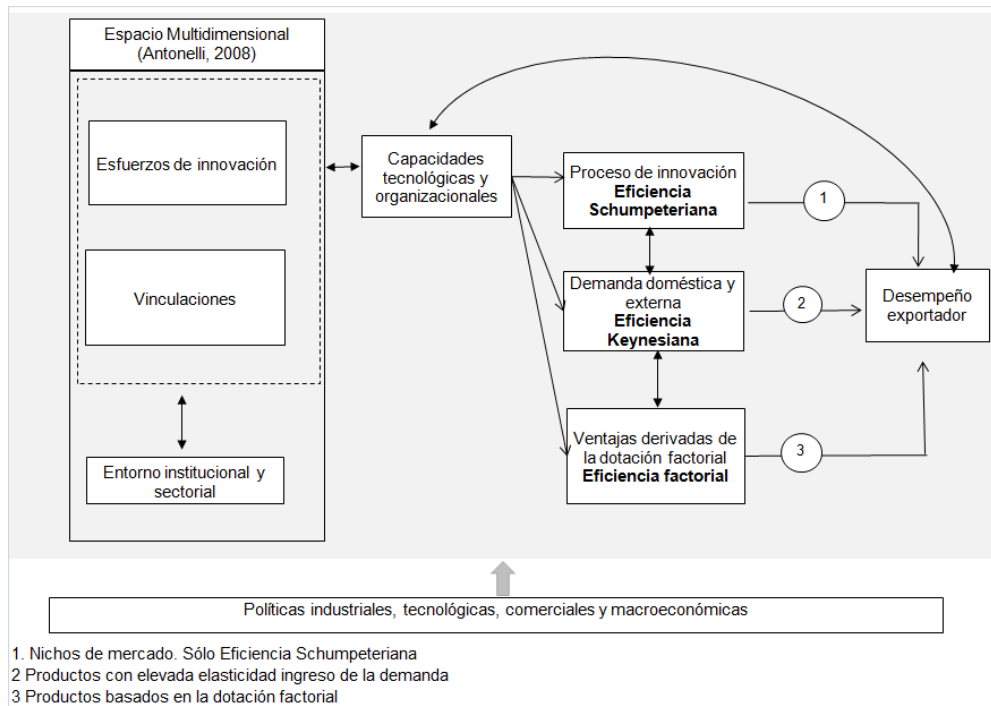 Espacio Multidimensional
(Antonelli, 2008)
Esfuerzos de innovación
Vinculaciones
Entorno institucional y
sectorial
Capacidades
tecnológicas y
organizacionales
Proceso de innovación
Eficiencia
Schumpeteriana
1
Demanda doméstica y
externa
Eficiencia
Keynesiana
2
Desempeño
exportador
Ventajas derivadas de
la dotación factorial
Eficiencia factorial
3
Políticas industriales, tecnológicas, comerciales y macroeconómicas
1. Nichos de mercado. Sólo Eficiencia Schumpeteriana
2 Productos con elevada elasticidad ingreso de la demanda
3 Productos basados en la dotación factorial